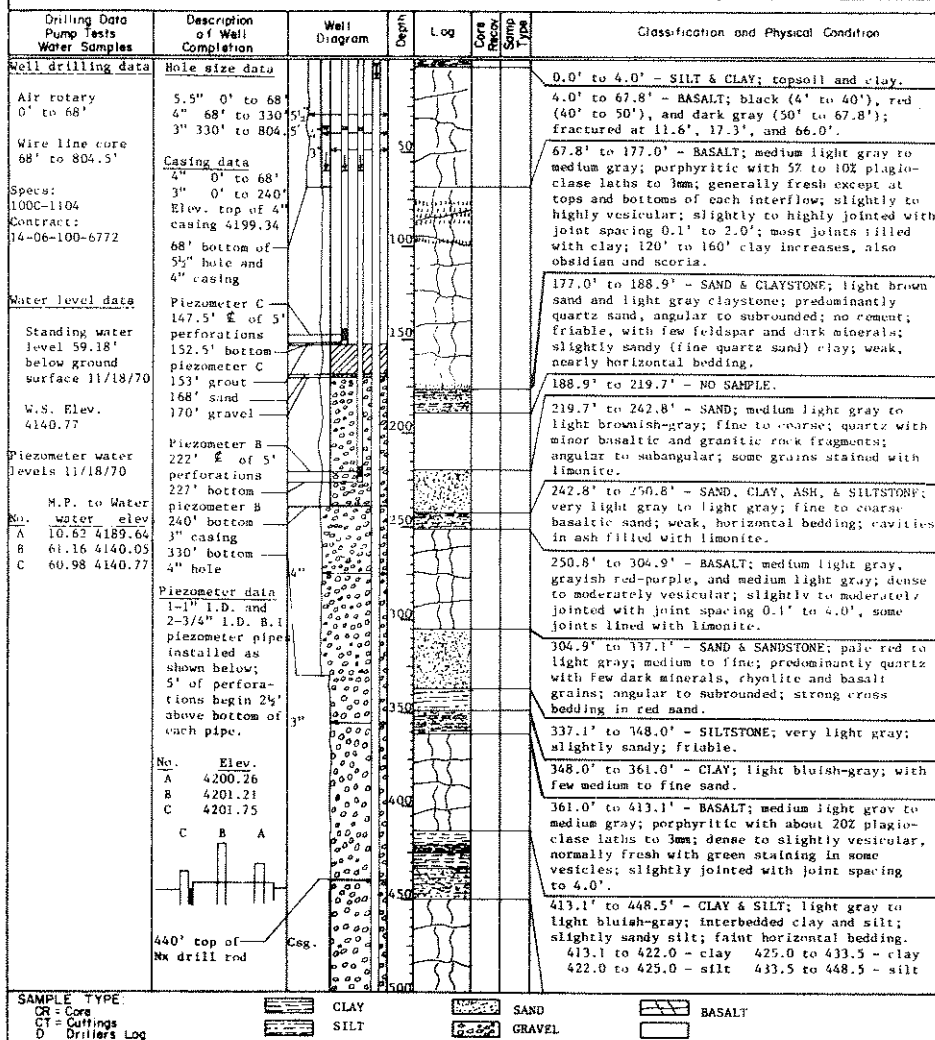 Drilling Data
Pump Tests
Water Samples
Description
of Well
Completion
Well
Diagram
Depth
Log
Core
Recov
Samp
Type
Classification and Physical Condition
Well drilling data
Air rotary
0' to 68'
Wire line core
68' to 804.5'
Specs:
100C-1104
Contract:
14-06-100-6772
Water level data
Standing water
level 59.18'
below ground
surface 11/18/70
W.S. Elev.
4140.77
Piezometer water
levels 11/18/70
M.P. to Water
No. water elev
A 10.62 4189.64
B 61.16 4140.05
C 60.98 4140.77
Hole size data
5.5" 0' to 68'
4" 68' to 330'
3" 330' to 804.5'
Casing data
4" 0' to 68'
3" 0' to 240'
Elev. top of 4"
casing 4199.34
68' bottom of
5½" hole and
4" casing
Piezometer C
147.5' ℄ of 5'
perforations
152.5' bottom
piezometer C
153' grout
168' sand
170' gravel
Piezometer B
222' ℄ of 5'
perforations
227' bottom
piezometer B
240' bottom
3" casing
330' bottom
4" hole
Piezometer data
1-1" I.D. and
2-3/4" I.D. B.I
piezometer pipes
installed as
shown below;
5' of perfora-
tions begin 2½'
above bottom of
each pipe.
No. Elev.
A 4200.26
B 4201.21
C 4201.75
C B A
440' top of
Nx drill rod
5½"
4"
3"
4"
3"
Csg.
50
100
150
200
250
300
350
400
450
500
0.0' to 4.0' - SILT & CLAY; topsoil and clay.
4.0' to 67.8' - BASALT; black (4' to 40'), red
(40' to 50'), and dark gray (50' to 67.8');
fractured at 11.6', 17.3', and 66.0'.
67.8' to 177.0' - BASALT; medium light gray to
medium gray; porphyritic with 5% to 10% plagio-
clase laths to 3mm; generally fresh except at
tops and bottoms of each interflow; slightly to
highly vesicular; slightly to highly jointed with
joint spacing 0.1' to 2.0'; most joints filled
with clay; 120' to 160' clay increases, also
obsidian and scoria.
177.0' to 188.9' - SAND & CLAYSTONE; light brown
sand and light gray claystone; predominantly
quartz sand, angular to subrounded; no cement;
friable, with few feldspar and dark minerals;
slightly sandy (fine quartz sand) clay; weak,
nearly horizontal bedding.
188.9' to 219.7' - NO SAMPLE.
219.7' to 242.8' - SAND; medium light gray to
light brownish-gray; fine to coarse; quartz with
minor basaltic and granitic rock fragments;
angular to subangular; some grains stained with
limonite.
242.8' to 250.8' - SAND, CLAY, ASH, & SILTSTONE;
very light gray to light gray; fine to coarse
basaltic sand; weak, horizontal bedding; cavities
in ash filled with limonite.
250.8' to 304.9' - BASALT; medium light gray,
grayish red-purple, and medium light gray; dense
to moderately vesicular; slightly to moderately
jointed with joint spacing 0.1' to 4.0', some
joints lined with limonite.
304.9' to 337.1' - SAND & SANDSTONE; pale red to
light gray; medium to fine; predominantly quartz
with few dark minerals, rhyolite and basalt
grains; angular to subrounded; strong cross
bedding in red sand.
337.1' to 348.0' - SILTSTONE; very light gray;
slightly sandy; friable.
348.0' to 361.0' - CLAY; light bluish-gray; with
few medium to fine sand.
361.0' to 413.1' - BASALT; medium light gray to
medium gray; porphyritic with about 20% plagio-
clase laths to 3mm; dense to slightly vesicular,
normally fresh with green staining in some
vesicles; slightly jointed with joint spacing
to 4.0'.
413.1' to 448.5' - CLAY & SILT; light gray to
light bluish-gray; interbedded clay and silt;
slightly sandy silt; faint horizontal bedding.
413.1 to 422.0 - clay 425.0 to 433.5 - clay
422.0 to 425.0 - silt 433.5 to 448.5 - silt
SAMPLE TYPE:
CR = Core
CT = Cuttings
D Drillers Log
CLAY
SILT
SAND
GRAVEL
BASALT